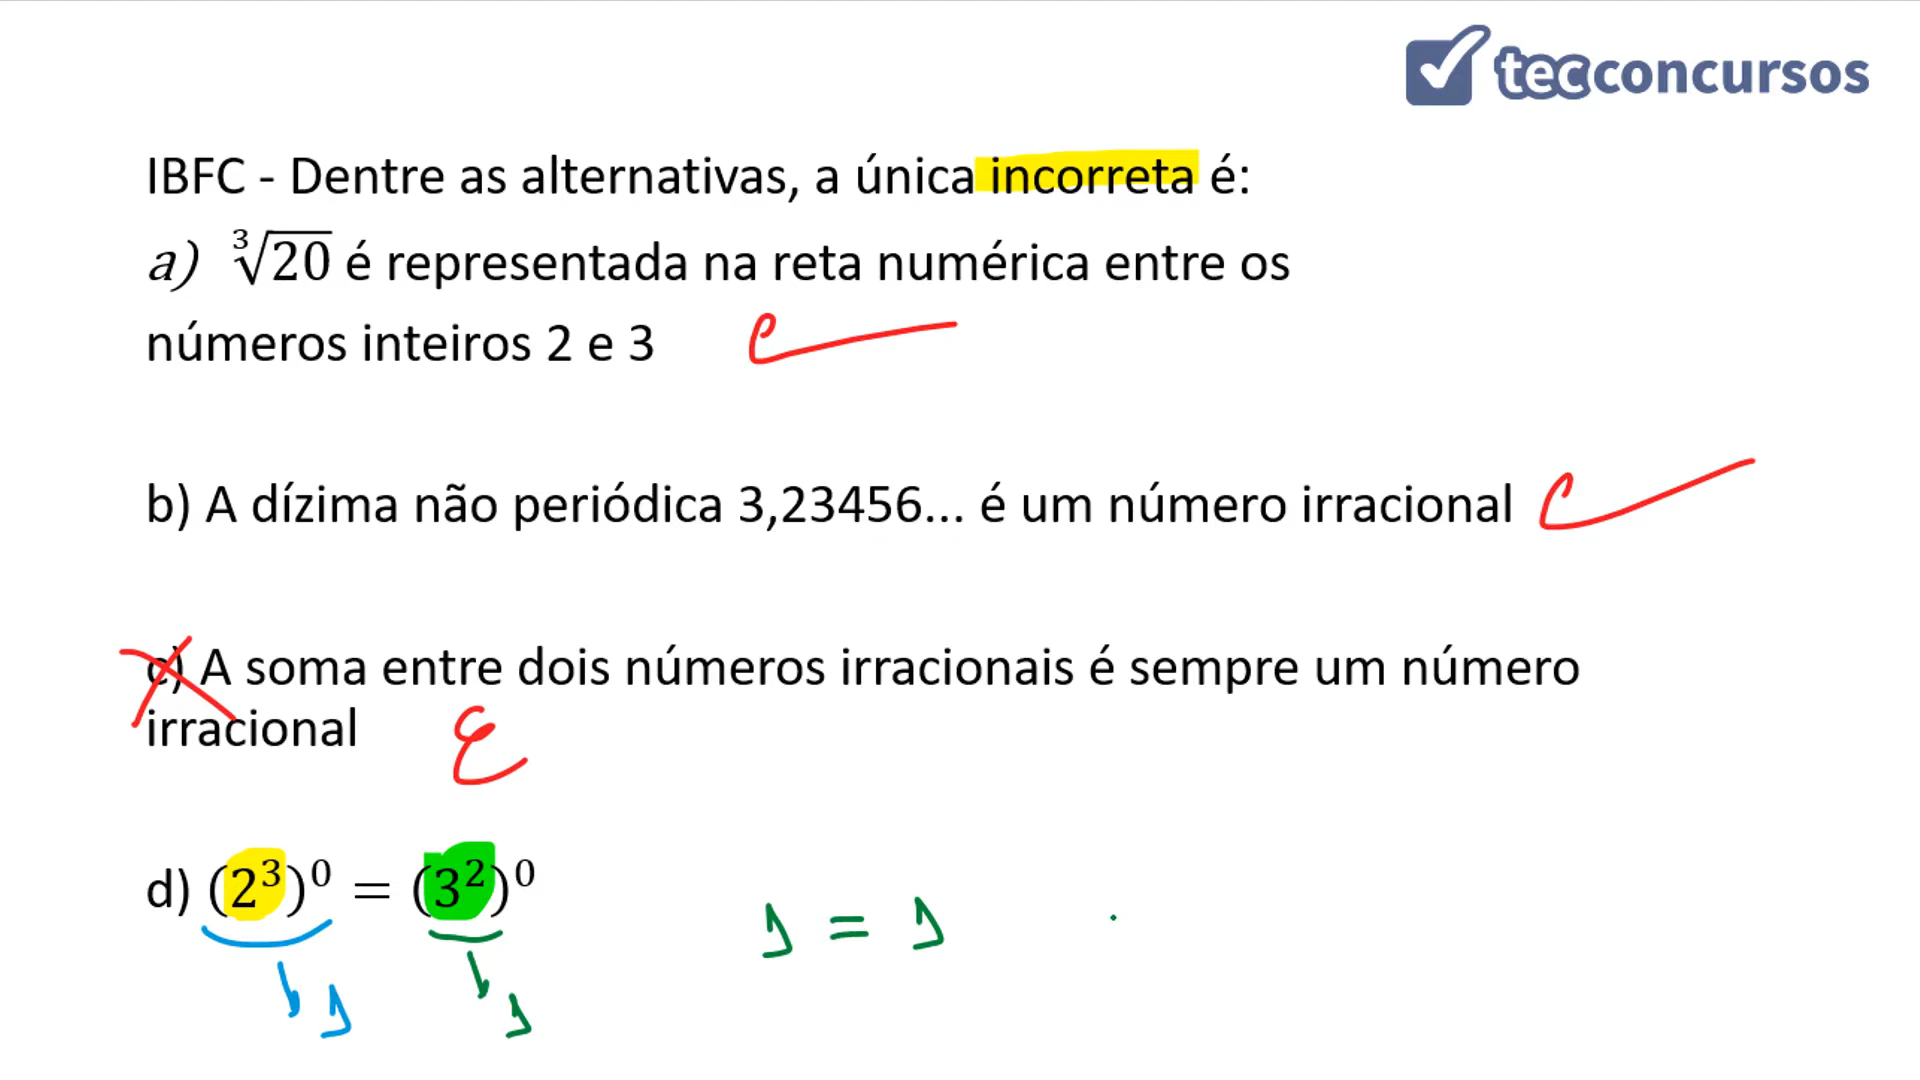 tecconcursos
IBFC - Dentre as alternativas, a única incorreta é:
a) ∛20 é representada na reta numérica entre os
números inteiros 2 e 3 C
b) A dízima não periódica 3,23456... é um número irracional C
c) A soma entre dois números irracionais é sempre um número
irracional E
d) (2³)⁰ = (3²)⁰
1 = 1
1 1